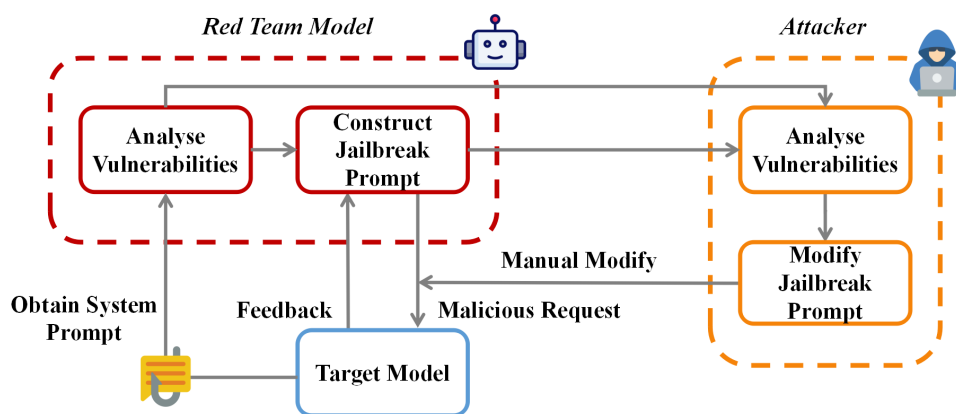 Red Team Model
Attacker
Analyse
Vulnerabilities
Construct
Jailbreak
Prompt
Analyse
Vulnerabilities
Manual Modify
Modify
Jailbreak
Prompt
Obtain System
Prompt
Feedback
Malicious Request
Target Model